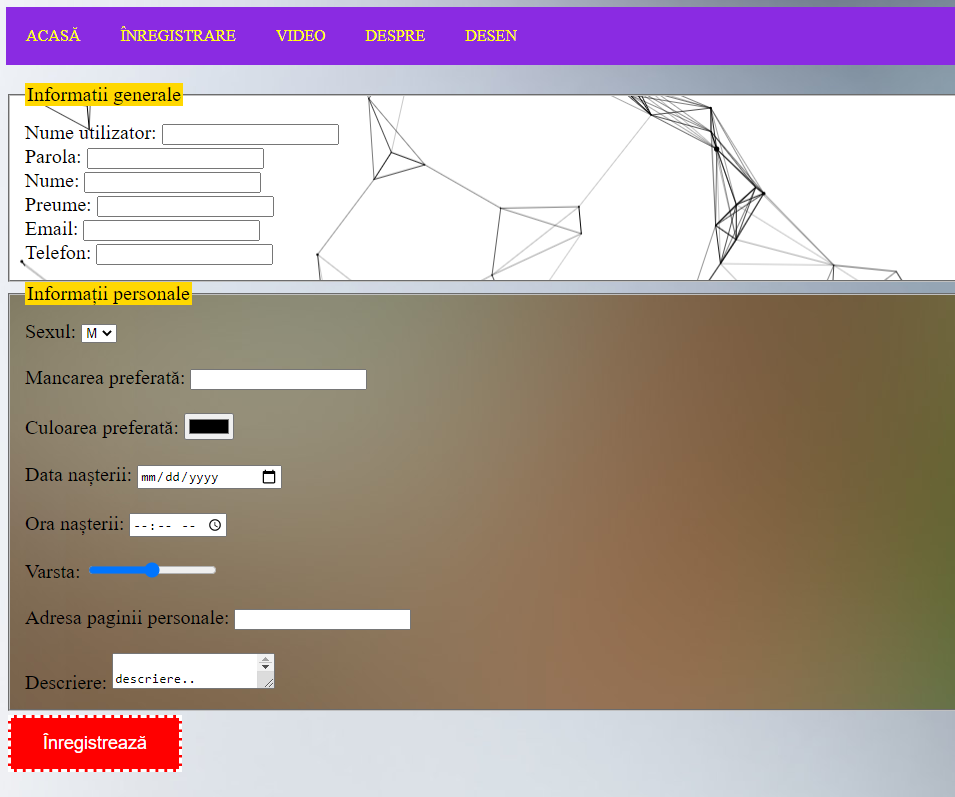 ACASĂ ÎNREGISTRARE VIDEO DESPRE DESEN
Informatii generale
Nume utilizator:
Parola:
Nume:
Preume:
Email:
Telefon:
Informații personale
Sexul: M
Mancarea preferată:
Culoarea preferată:
Data nașterii: mm/dd/yyyy
Ora nașterii: --:-- --
Varsta:
Adresa paginii personale:
Descriere: descriere..
Înregistrează